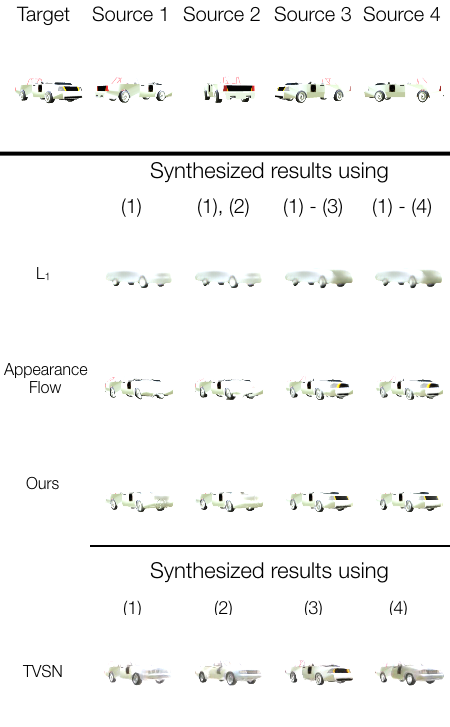 Target Source 1 Source 2 Source 3 Source 4
Synthesized results using
(1) (1), (2) (1) - (3) (1) - (4)
L1
Appearance
Flow
Ours
Synthesized results using
(1) (2) (3) (4)
TVSN